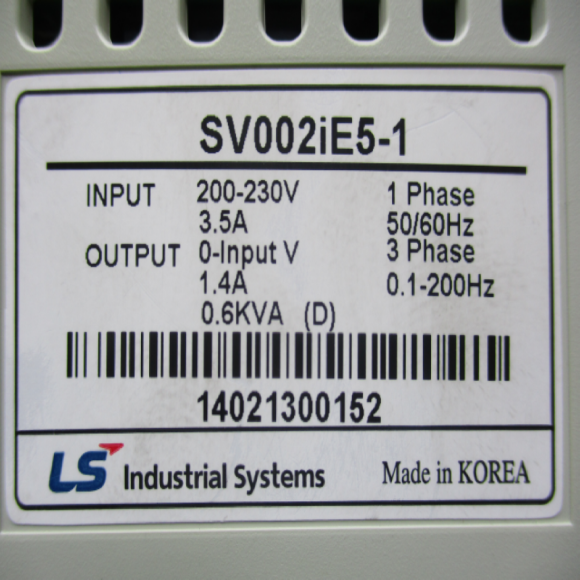 SV002iE5-1
INPUT 200-230V 1 Phase
3.5A 50/60Hz
OUTPUT 0-Input V 3 Phase
1.4A 0.1-200Hz
0.6KVA (D)
14021300152
LS Industrial Systems Made in KOREA